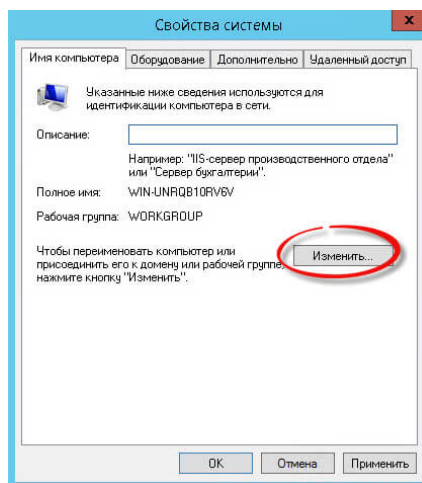 Свойства системы
x
Имя компьютера Оборудование Дополнительно Удаленный доступ
Указанные ниже сведения используются для
идентификации компьютера в сети.
Описание:
Например: "IIS-сервер производственного отдела"
или "Сервер бухгалтерии".
Полное имя: WIN-UNRQB10RV6V
Рабочая группа: WORKGROUP
Чтобы переименовать компьютер или
присоединить его к домену или рабочей группе,
нажмите кнопку "Изменить".
Изменить...
OK Отмена Применить